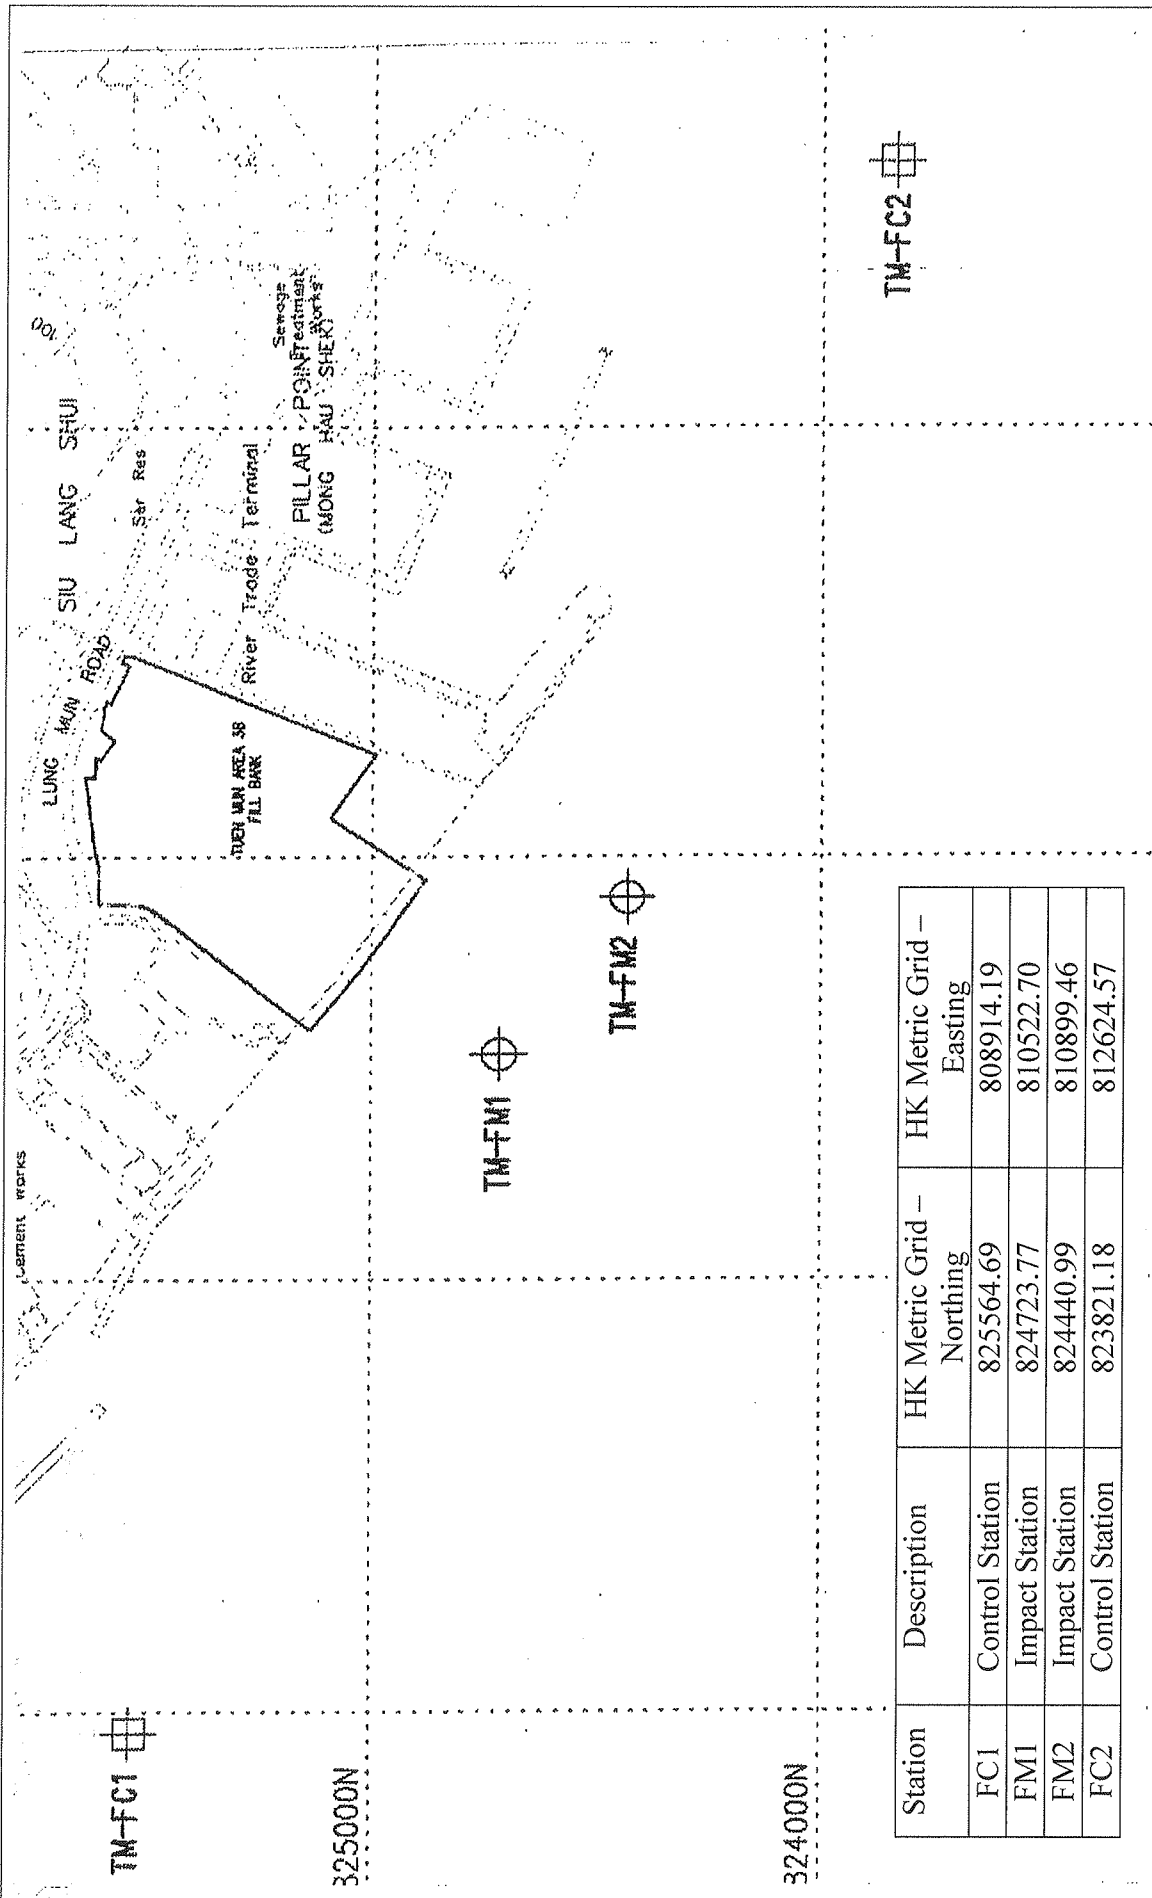 Cement works
LUNG MUN ROAD
SIU LANG SHUI
Ser Res
100
TUEN MUN AREA 38
FILL BANK
River Trade Terminal
PILLAR POINT
(MONG HAU SHEK)
Sewage
Treatment
Works
TM-FC1
TM-FM1
TM-FM2
TM-FC2
325000N
324000N
Station Description HK Metric Grid – Northing HK Metric Grid – Easting
FC1 Control Station 825564.69 808914.19
FM1 Impact Station 824723.77 810522.70
FM2 Impact Station 824440.99 810899.46
FC2 Control Station 823821.18 812624.57